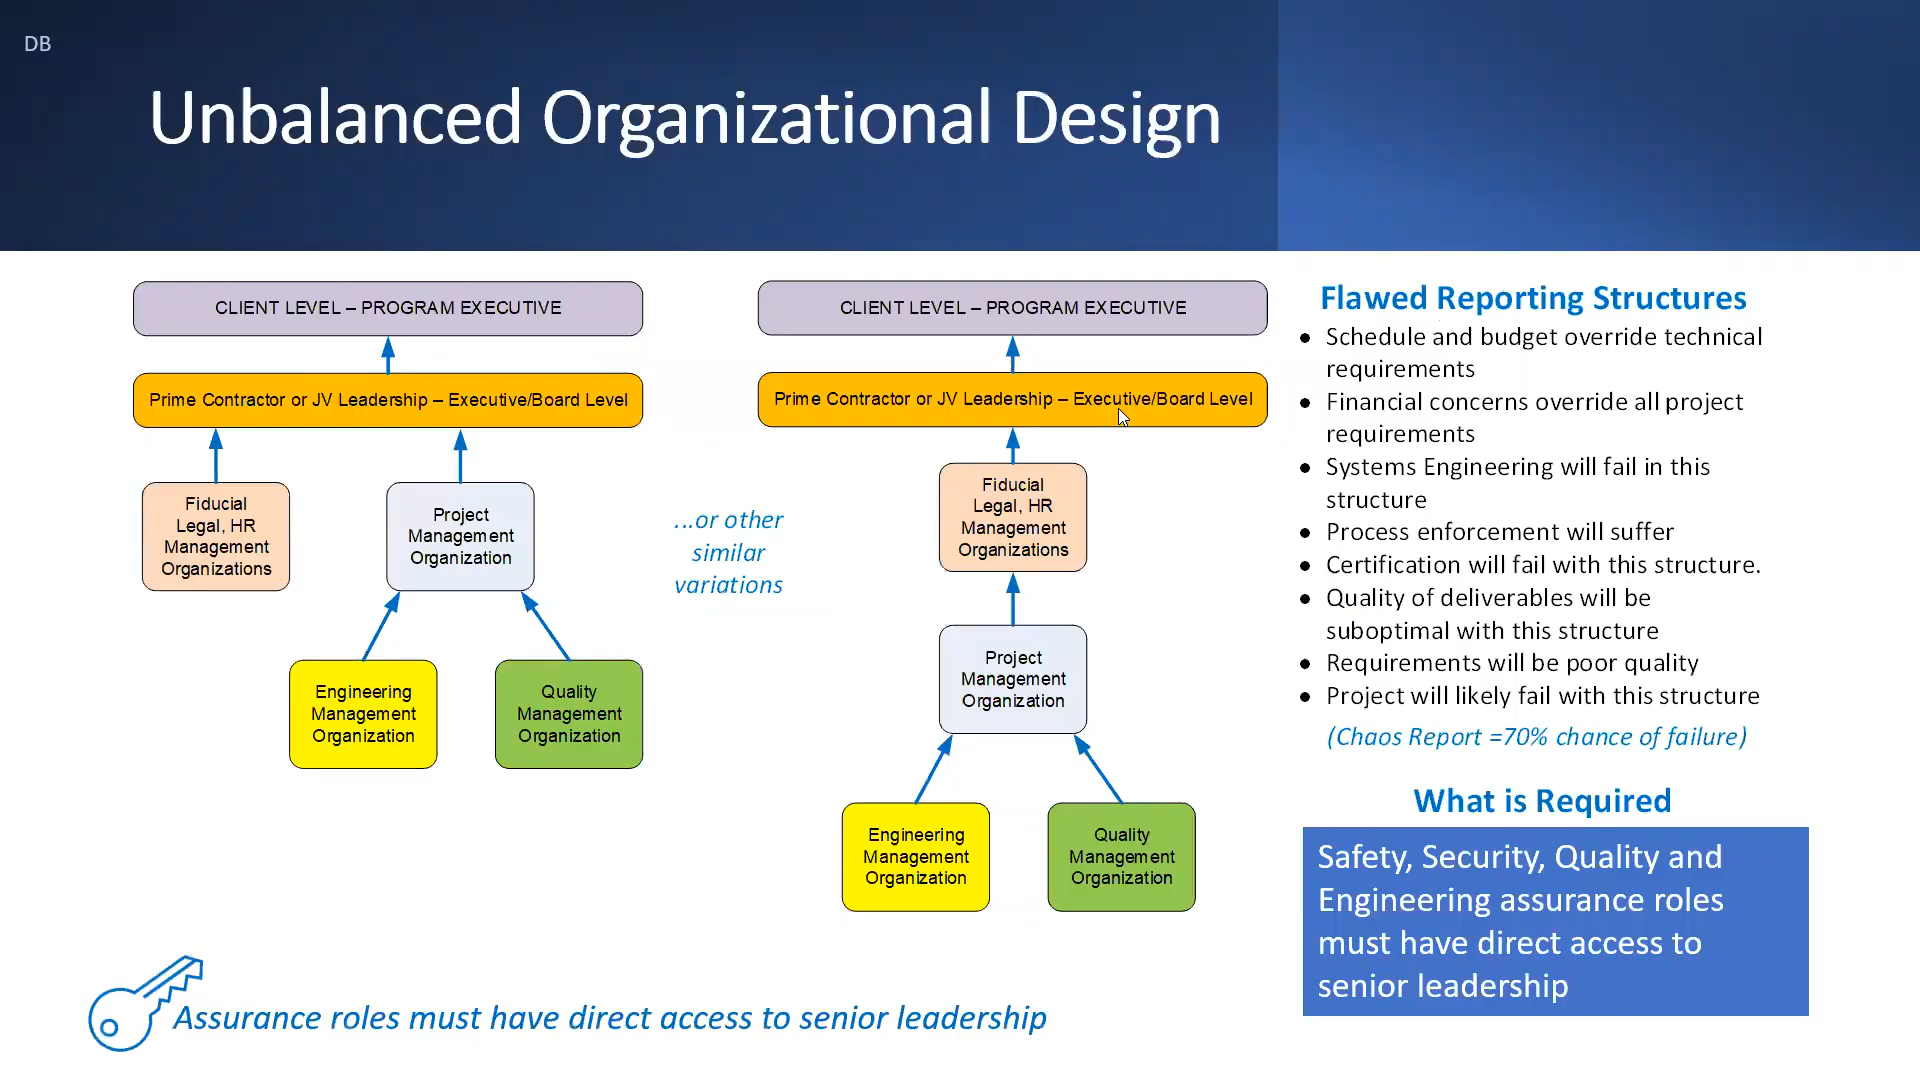 DB
Unbalanced Organizational Design
CLIENT LEVEL – PROGRAM EXECUTIVE
Prime Contractor or JV Leadership – Executive/Board Level
Fiducial
Legal, HR
Management
Organizations
Project
Management
Organization
Engineering
Management
Organization
Quality
Management
Organization
...or other
similar
variations
CLIENT LEVEL – PROGRAM EXECUTIVE
Prime Contractor or JV Leadership – Executive/Board Level
Fiducial
Legal, HR
Management
Organizations
Project
Management
Organization
Engineering
Management
Organization
Quality
Management
Organization
Flawed Reporting Structures
• Schedule and budget override technical
requirements
• Financial concerns override all project
requirements
• Systems Engineering will fail in this
structure
• Process enforcement will suffer
• Certification will fail with this structure.
• Quality of deliverables will be
suboptimal with this structure
• Requirements will be poor quality
• Project will likely fail with this structure
(Chaos Report =70% chance of failure)
What is Required
Safety, Security, Quality and
Engineering assurance roles
must have direct access to
senior leadership
Assurance roles must have direct access to senior leadership